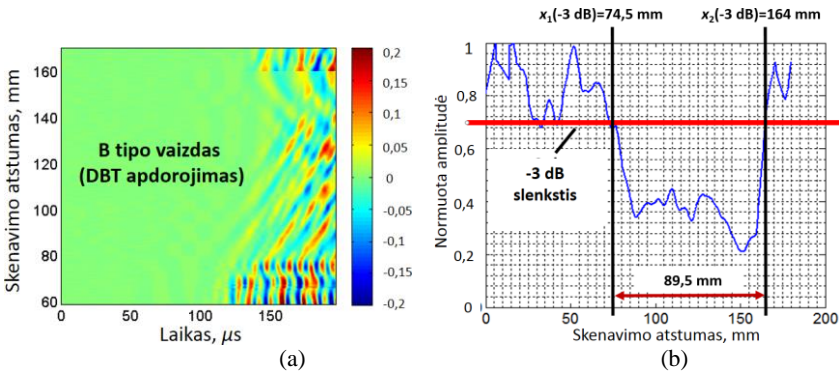 x₁(-3 dB)=74,5 mm
x₂(-3 dB)=164 mm
Skenavimo atstumas, mm
160
140
120
100
80
60
B tipo vaizdas
(DBT apdorojimas)
0
50
100
150
Laikas, μs
0,2
0,15
0,1
0,05
0
-0,05
-0,1
-0,15
-0,2
(a)
Normuota amplitudė
1
0,8
0,6
0,4
0,2
0
-3 dB
slenkstis
89,5 mm
0
50
100
150
200
Skenavimo atstumas, mm
(b)